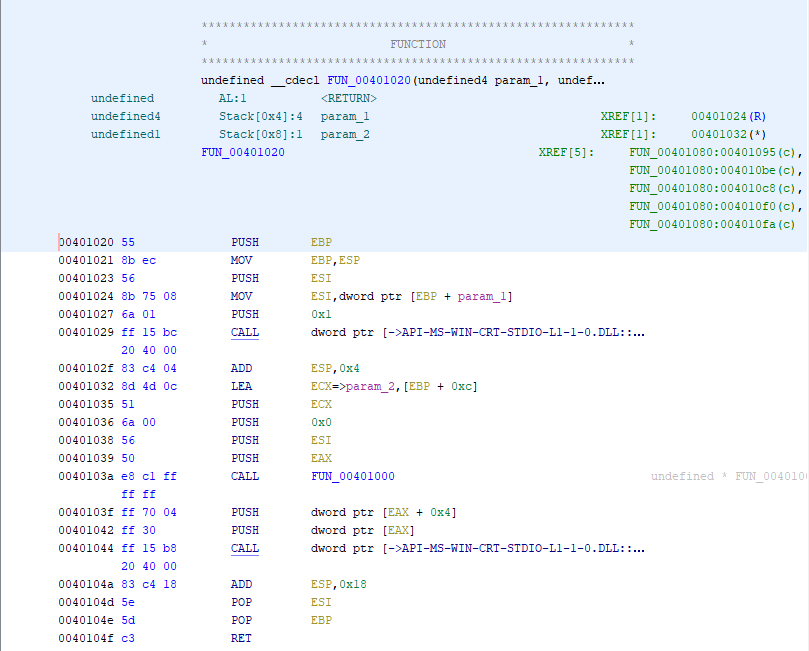 ************************************************************
* FUNCTION *
************************************************************
undefined __cdecl FUN_00401020(undefined4 param_1, undef...
undefined AL:1 <RETURN>
undefined4 Stack[0x4]:4 param_1 XREF[1]: 00401024(R)
undefined1 Stack[0x8]:1 param_2 XREF[1]: 00401032(*)
FUN_00401020 XREF[5]: FUN_00401080:00401095(c),
FUN_00401080:004010be(c),
FUN_00401080:004010c8(c),
FUN_00401080:004010f0(c),
FUN_00401080:004010fa(c)
00401020 55 PUSH EBP
00401021 8b ec MOV EBP,ESP
00401023 56 PUSH ESI
00401024 8b 75 08 MOV ESI,dword ptr [EBP + param_1]
00401027 6a 01 PUSH 0x1
00401029 ff 15 bc CALL dword ptr [->API-MS-WIN-CRT-STDIO-L1-1-0.DLL::...
20 40 00
0040102f 83 c4 04 ADD ESP,0x4
00401032 8d 4d 0c LEA ECX=>param_2,[EBP + 0xc]
00401035 51 PUSH ECX
00401036 6a 00 PUSH 0x0
00401038 56 PUSH ESI
00401039 50 PUSH EAX
0040103a e8 c1 ff CALL FUN_00401000 undefined * FUN_004010
ff ff
0040103f ff 70 04 PUSH dword ptr [EAX + 0x4]
00401042 ff 30 PUSH dword ptr [EAX]
00401044 ff 15 b8 CALL dword ptr [->API-MS-WIN-CRT-STDIO-L1-1-0.DLL::...
20 40 00
0040104a 83 c4 18 ADD ESP,0x18
0040104d 5e POP ESI
0040104e 5d POP EBP
0040104f c3 RET